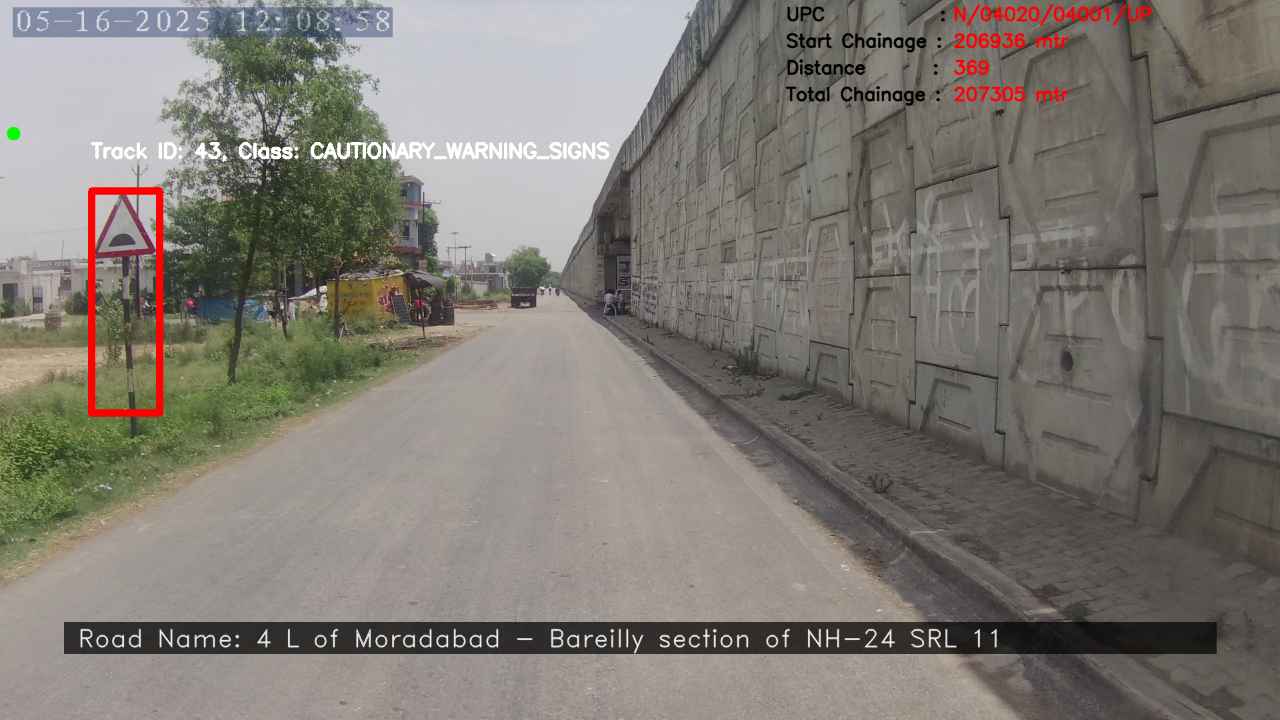 05-16-2025 12:08:58
UPC : N/04020/04001/UP
Start Chainage : 206936 mtr
Distance : 369
Total Chainage : 207305 mtr
Track ID: 43, Class: CAUTIONARY_WARNING_SIGNS
Road Name: 4 L of Moradabad - Bareilly section of NH-24 SRL 11